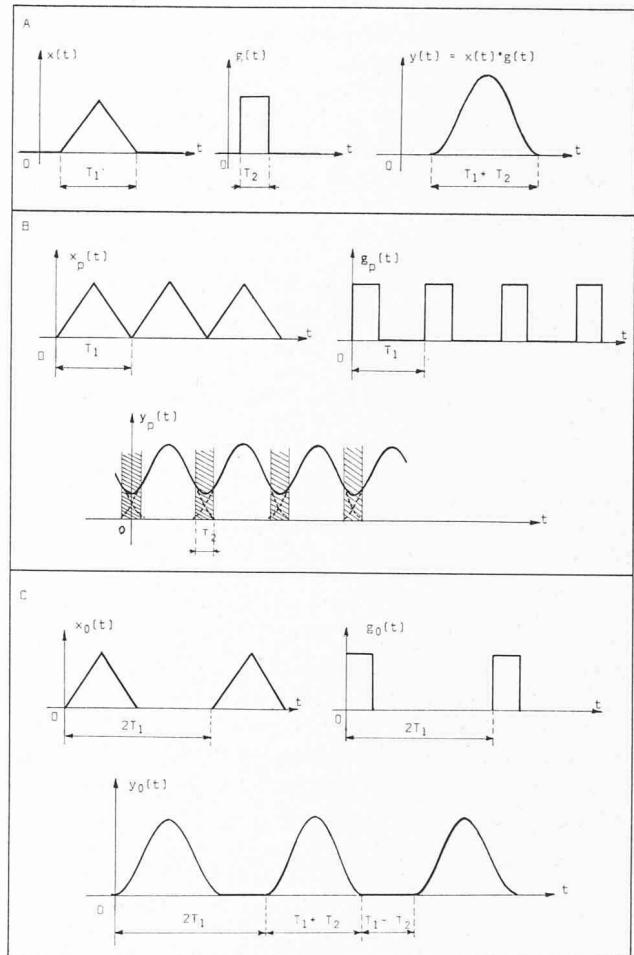 A
x(t)
g(t)
y(t) = x(t)*g(t)
t
t
t
0
0
0
T1
T2
T1+ T2
B
xp(t)
gp(t)
t
t
0
0
T1
T1
yp(t)
t
0
T2
C
x0(t)
g0(t)
t
t
0
0
2T1
2T1
y0(t)
t
0
2T1
T1+ T2
T1- T2